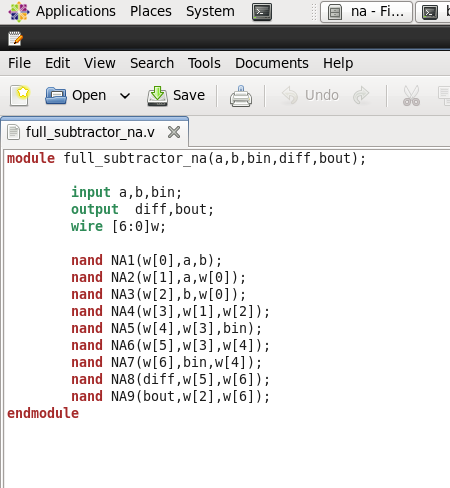 Applications Places System na - Fi...
File Edit View Search Tools Documents Help
Open Save Undo
full_subtractor_na.v
module full_subtractor_na(a,b,bin,diff,bout);
input a,b,bin;
output diff,bout;
wire [6:0]w;
nand NA1(w[0],a,b);
nand NA2(w[1],a,w[0]);
nand NA3(w[2],b,w[0]);
nand NA4(w[3],w[1],w[2]);
nand NA5(w[4],w[3],bin);
nand NA6(w[5],w[3],w[4]);
nand NA7(w[6],bin,w[4]);
nand NA8(diff,w[5],w[6]);
nand NA9(bout,w[2],w[6]);
endmodule